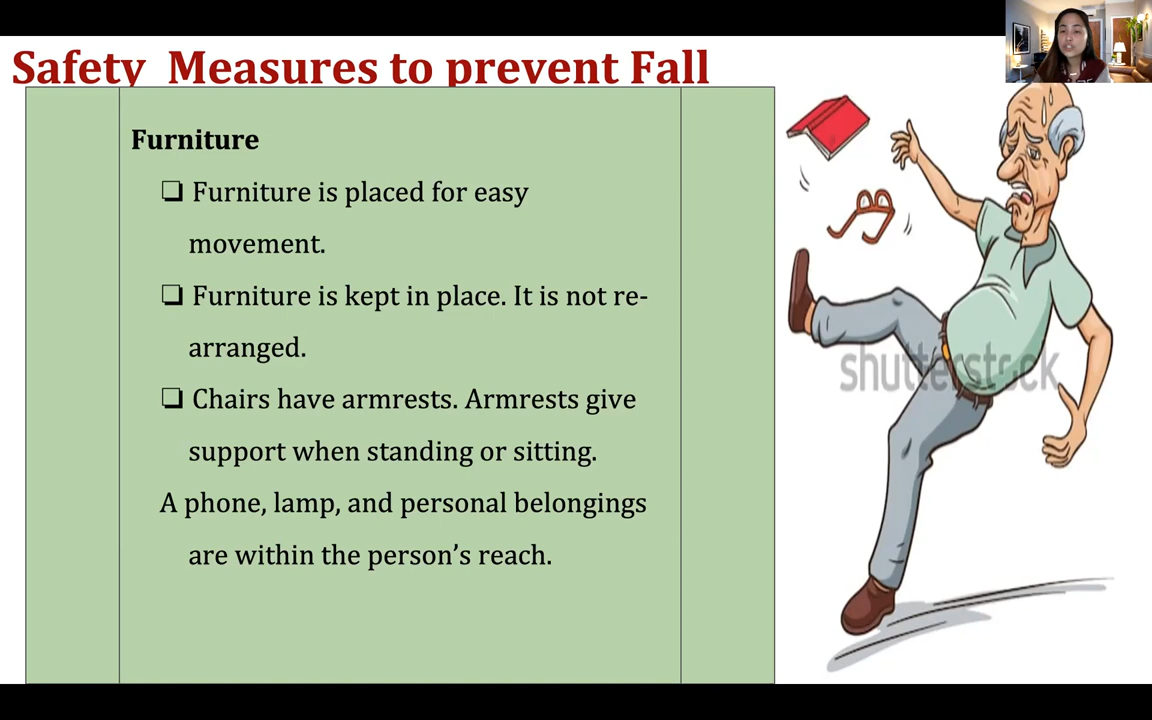 Safety  Measures to prevent Fall
Furniture
❏ Furniture is placed for easy
movement.
❏ Furniture is kept in place. It is not re-
arranged.
❏ Chairs have armrests. Armrests give
support when standing or sitting.
A phone, lamp, and personal belongings
are within the person’s reach.
shutterstock